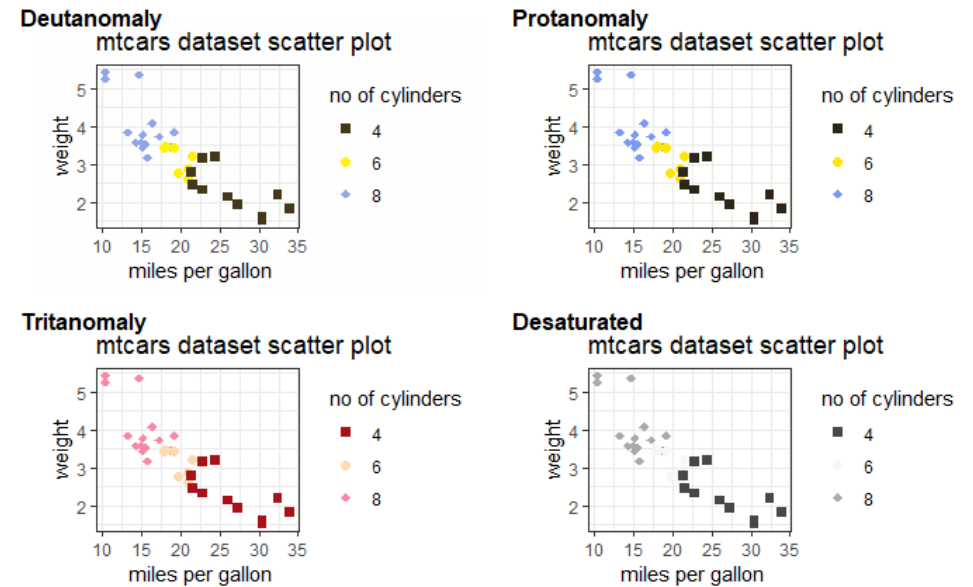 Deutanomaly
mtcars dataset scatter plot
5
4
3
2
weight
10 15 20 25 30 35
miles per gallon
no of cylinders
4
6
8
Protanomaly
mtcars dataset scatter plot
5
4
3
2
weight
10 15 20 25 30 35
miles per gallon
no of cylinders
4
6
8
Tritanomaly
mtcars dataset scatter plot
5
4
3
2
weight
10 15 20 25 30 35
miles per gallon
no of cylinders
4
6
8
Desaturated
mtcars dataset scatter plot
5
4
3
2
weight
10 15 20 25 30 35
miles per gallon
no of cylinders
4
6
8